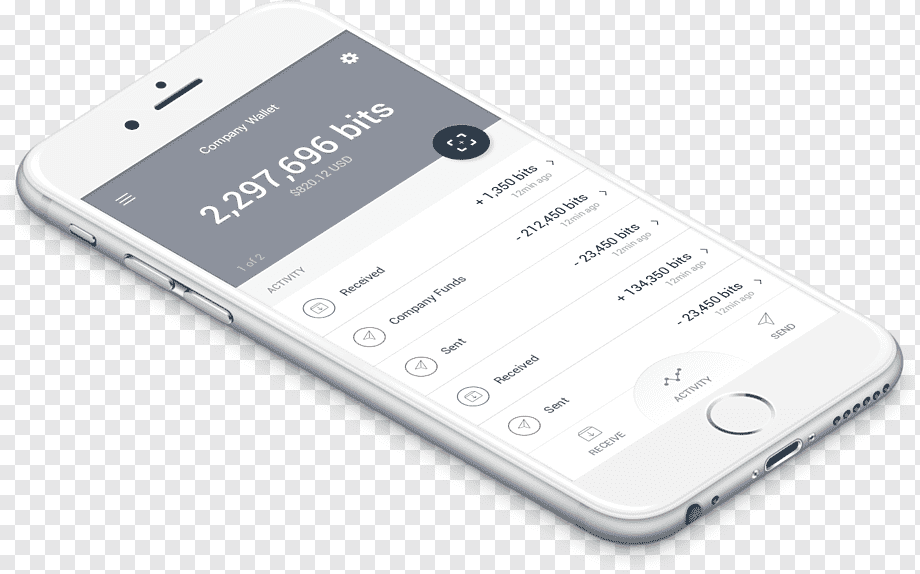 Company Wallet
2,297,696 bits
$820.12 USD
1 of 2
ACTIVITY
Received
+ 1,350 bits
12min ago
Company Funds
- 212,450 bits
12min ago
Sent
- 23,450 bits
12min ago
Received
+ 134,350 bits
12min ago
Sent
- 23,450 bits
12min ago
RECEIVE
ACTIVITY
SEND